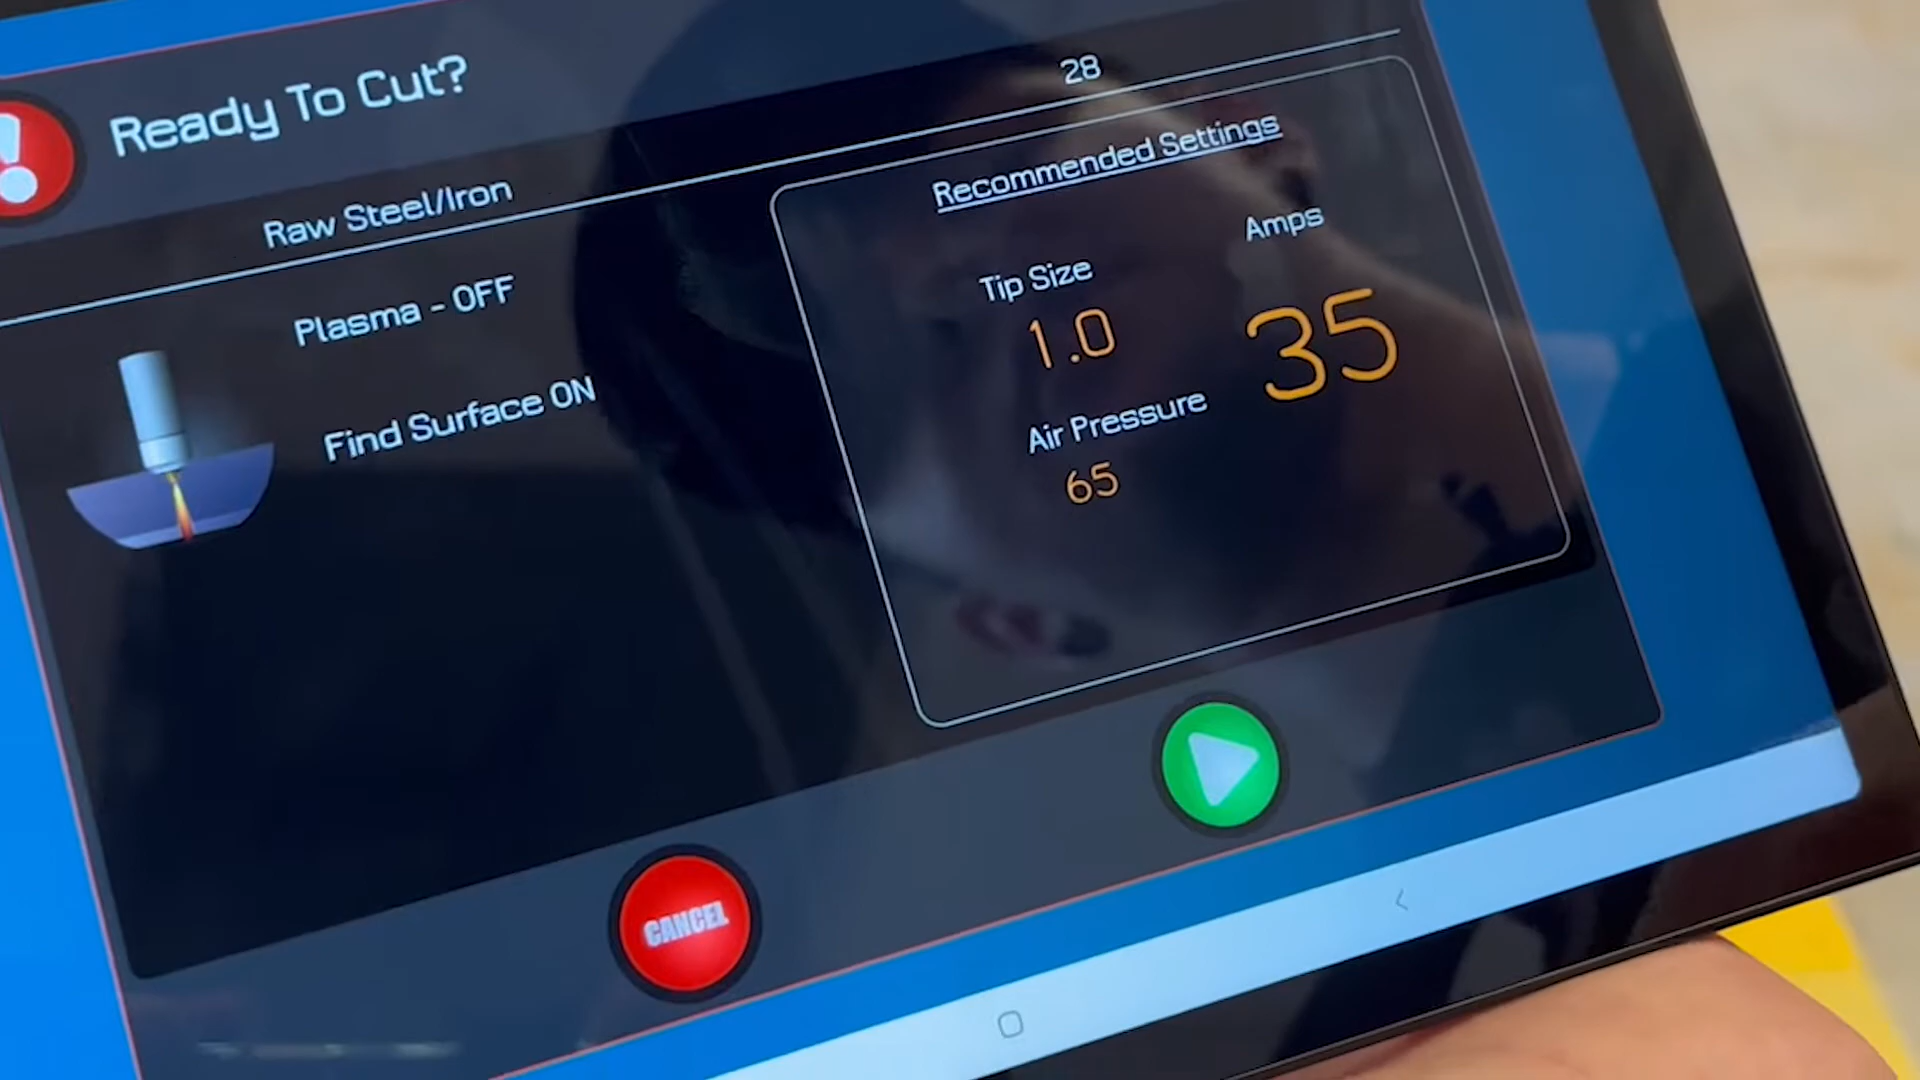 Ready To Cut?
Raw Steel/Iron
28
Plasma - OFF
Find Surface ON
Recommended Settings
Tip Size
1.0
Amps
35
Air Pressure
65
CANCEL